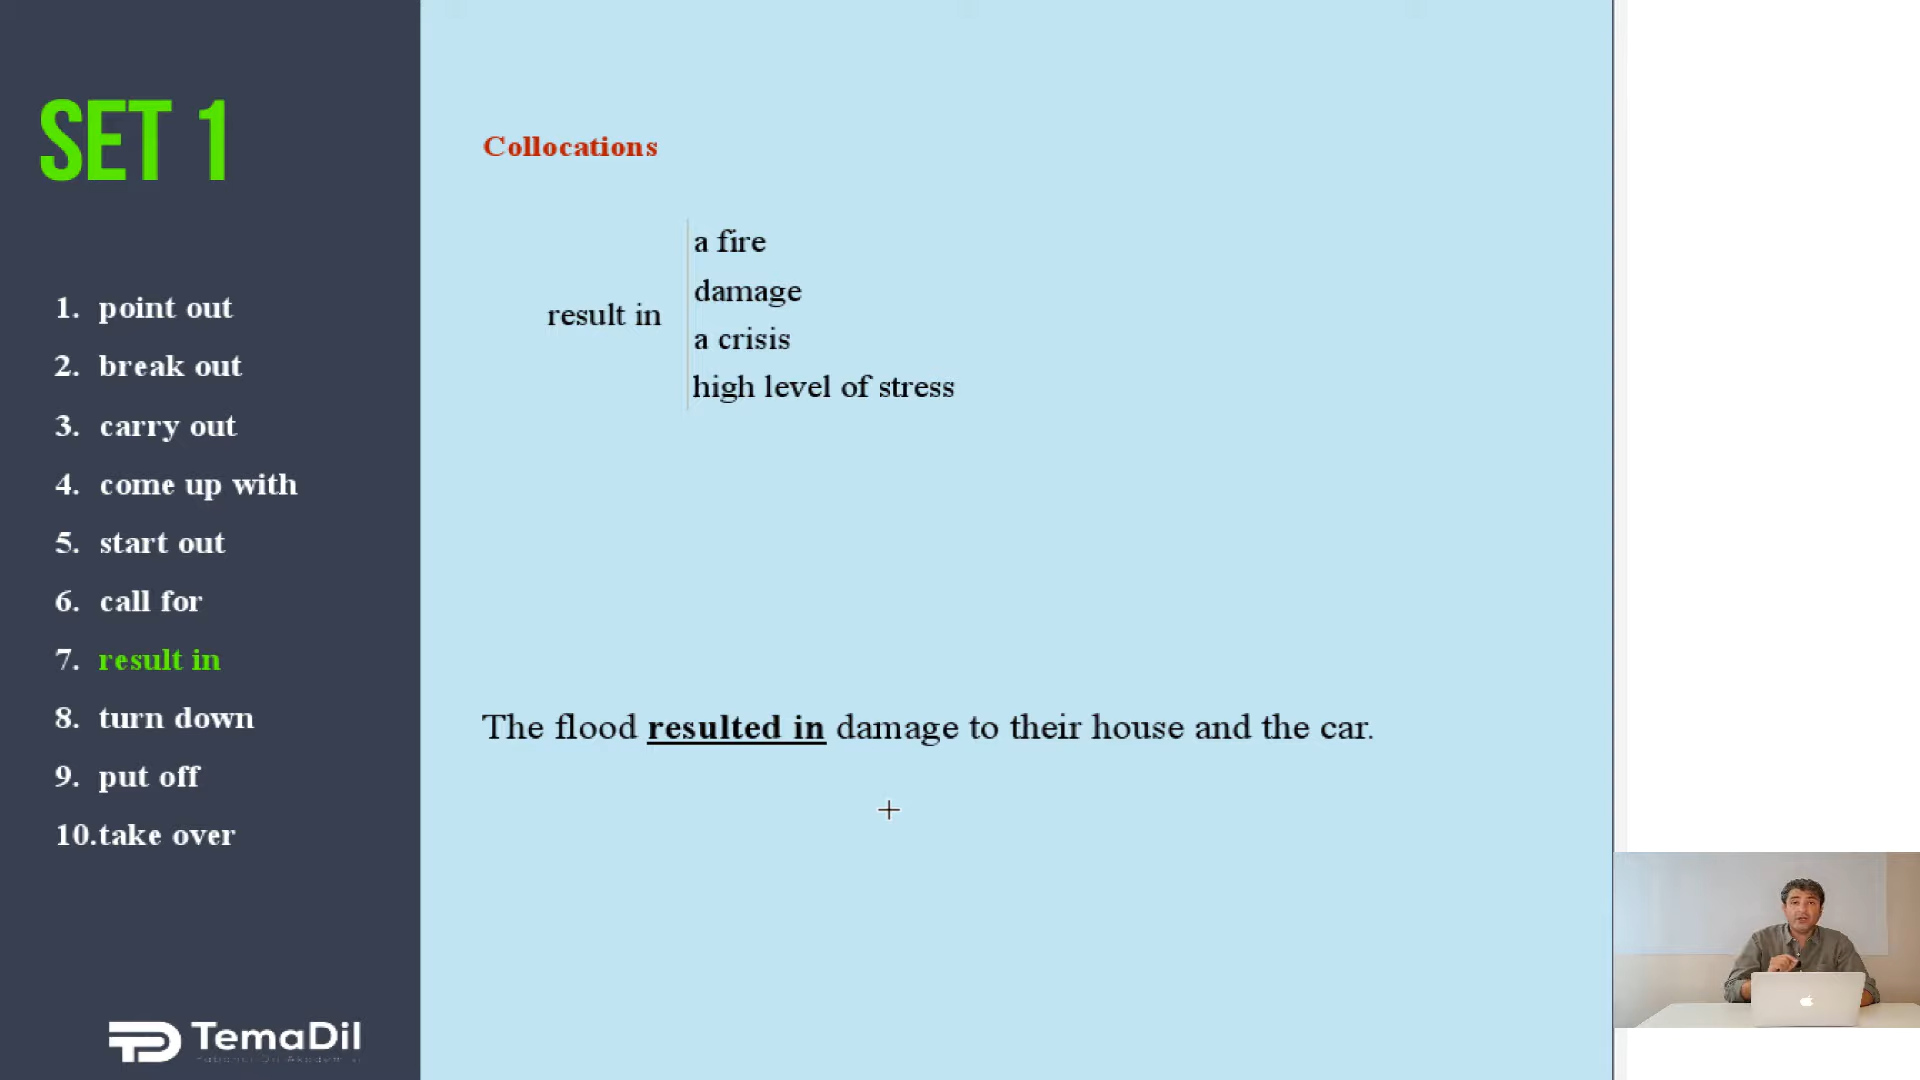 SET 1
1. point out
2. break out
3. carry out
4. come up with
5. start out
6. call for
7. result in
8. turn down
9. put off
10.take over
TemaDil
Collocations
a fire
damage
result in
a crisis
high level of stress
The flood resulted in damage to their house and the car.